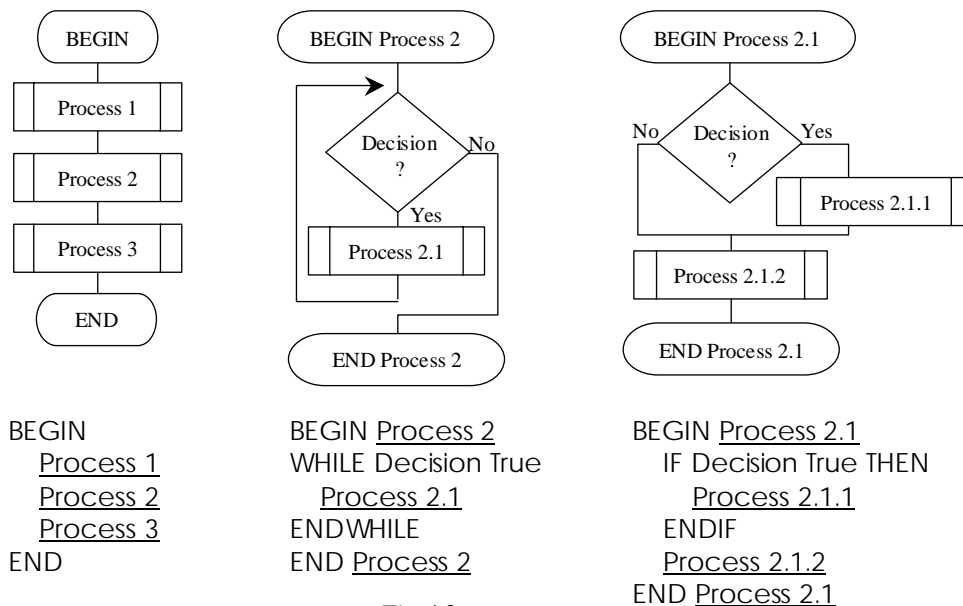 BEGIN
Process 1
Process 2
Process 3
END
BEGIN Process 2
Decision
?
No
Yes
Process 2.1
END Process 2
BEGIN Process 2.1
No
Decision
?
Yes
Process 2.1.1
Process 2.1.2
END Process 2.1
BEGIN
Process 1
Process 2
Process 3
END
BEGIN Process 2
WHILE Decision True
Process 2.1
ENDWHILE
END Process 2
BEGIN Process 2.1
IF Decision True THEN
Process 2.1.1
ENDIF
Process 2.1.2
END Process 2.1